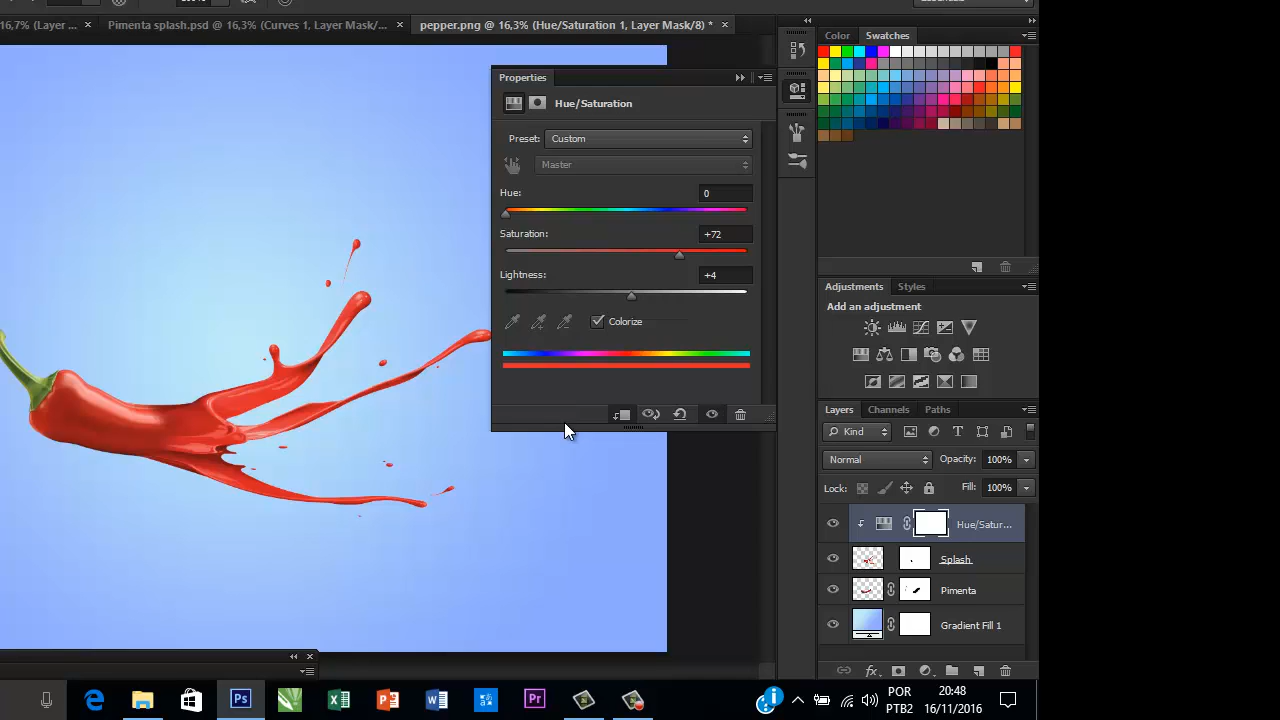 16,7% (Layer ... × Pimenta splash.psd @ 16,3% (Curves 1, Layer Mask/... × pepper.png @ 16,3% (Hue/Saturation 1, Layer Mask/8) * ×
Color Swatches
Properties
Hue/Saturation
Preset: Custom
Master
Hue: 0
Saturation: +72
Lightness: +4
Colorize
Adjustments Styles
Add an adjustment
Layers Channels Paths
Kind
Normal Opacity: 100%
Lock: Fill: 100%
Hue/Satur...
Splash
Pimenta
Gradient Fill 1
Ps
Pr
POR
PTB2
20:48
16/11/2016